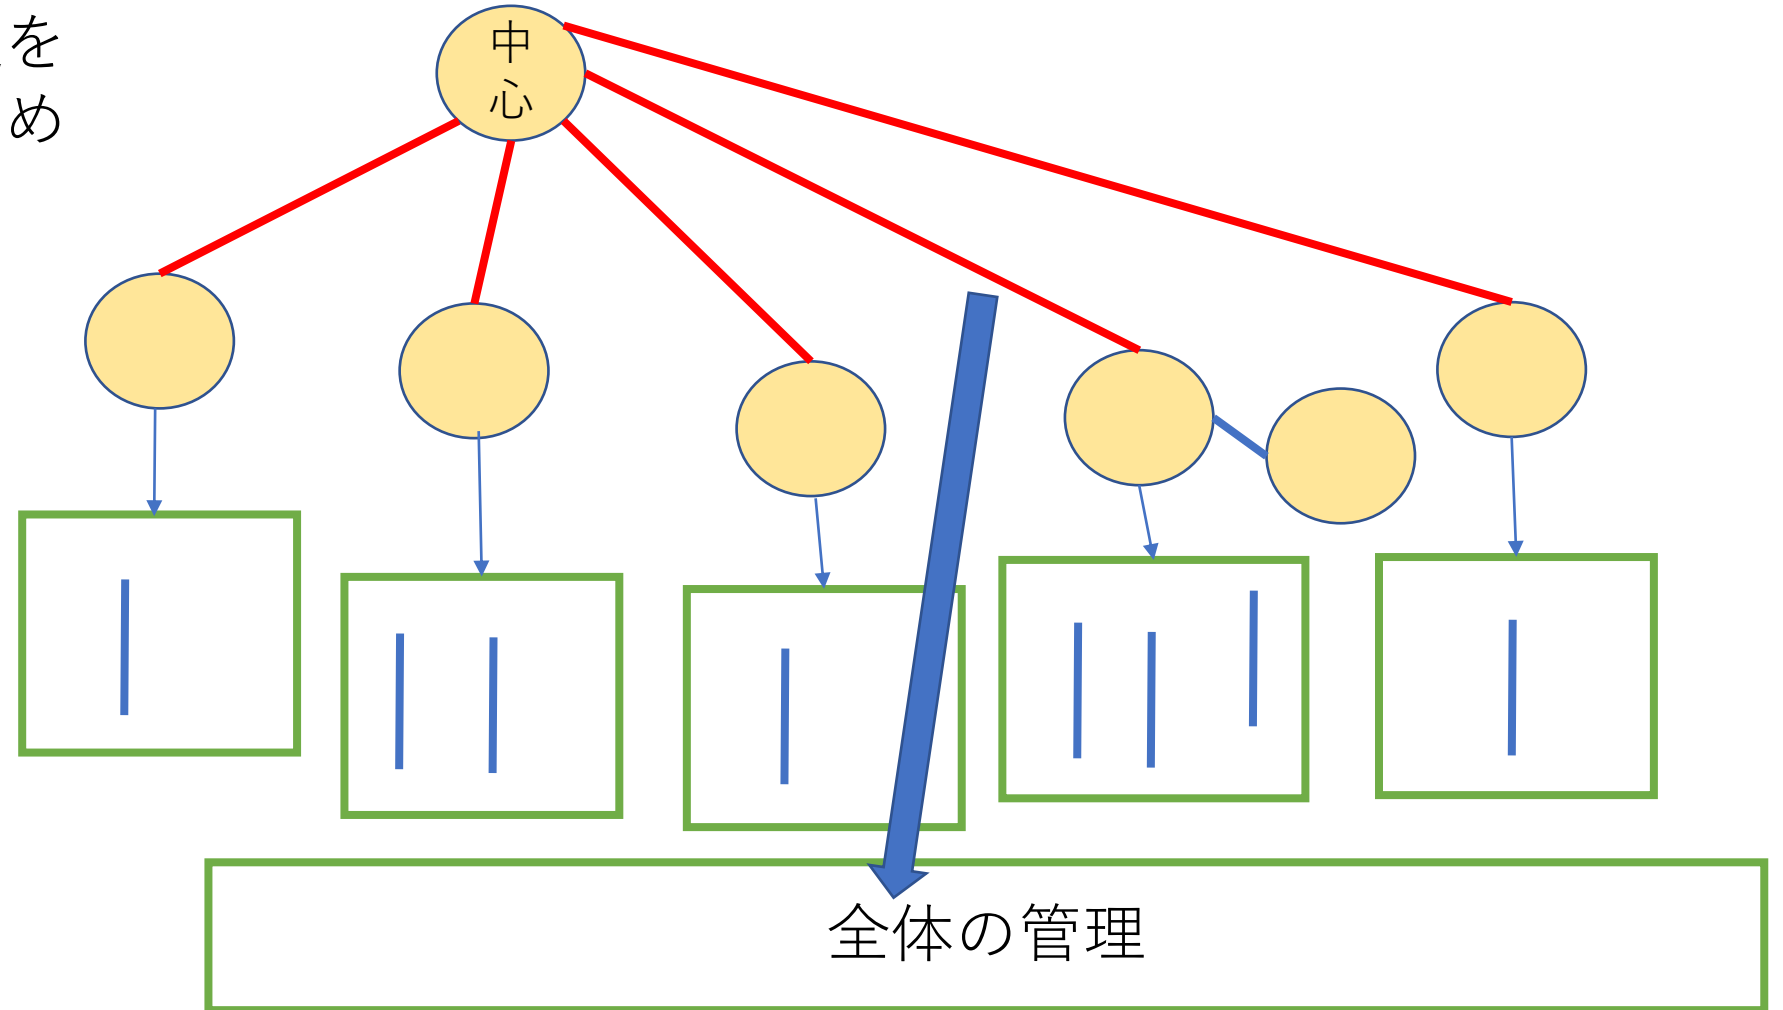 を
め
中
心
全体の管理